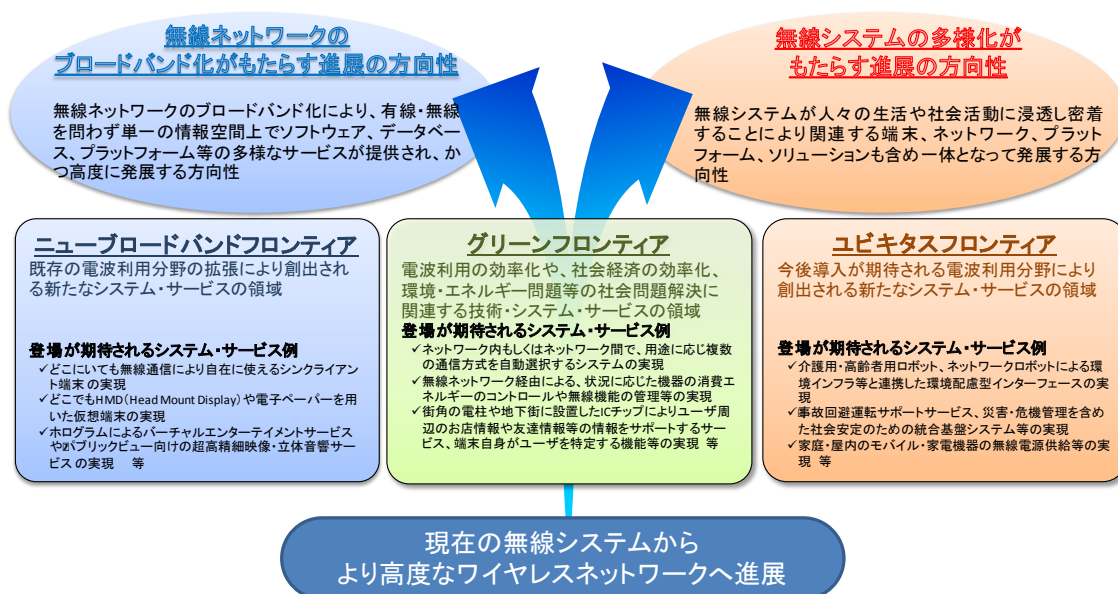 無線ネットワークの
ブロードバンド化がもたらす進展の方向性
無線ネットワークのブロードバンド化により、有線・無線
を問わず単一の情報空間上でソフトウェア、データベー
ス、プラットフォーム等の多様なサービスが提供され、か
つ高度に発展する方向性
無線システムの多様化が
もたらす進展の方向性
無線システムが人々の生活や社会活動に浸透し密着
することにより関連する端末、ネットワーク、プラット
フォーム、ソリューションも含め一体となって発展する方
向性
ニューブロードバンドフロンティア
既存の電波利用分野の拡張により創出され
る新たなシステム・サービスの領域
登場が期待されるシステム・サービス例
✓どこにいても無線通信により自在に使えるシンクライアン
ト端末の実現
✓どこでもHMD(Head Mount Display)や電子ペーパーを用
いた仮想端末の実現
✓ホログラムによるバーチャルエンターテイメントサービス
やパブリックビュー向けの超高精細映像・立体音響サー
ビスの実現 等
グリーンフロンティア
電波利用の効率化や、社会経済の効率化、
環境・エネルギー問題等の社会問題解決に
関連する技術・システム・サービスの領域
登場が期待されるシステム・サービス例
✓ネットワーク内もしくはネットワーク間で、用途に応じ複数
の通信方式を自動選択するシステムの実現
✓無線ネットワーク経由による、状況に応じた機器の消費エ
ネルギーのコントロールや無線機能の管理等の実現
✓街角の電柱や地下街に設置したICチップによりユーザ周
辺のお店情報や友達情報等の情報をサポートするサー
ビス、端末自身がユーザを特定する機能等の実現 等
ユビキタスフロンティア
今後導入が期待される電波利用分野により
創出される新たなシステム・サービスの領域
登場が期待されるシステム・サービス例
✓介護用・高齢者用ロボット、ネットワークロボットによる環
境インフラ等と連携した環境配慮型インターフェースの実
現
✓事故回避運転サポートサービス、災害・危機管理を含め
た社会安定のための統合基盤システム等の実現
✓家庭・屋内のモバイル・家電機器の無線電源供給等の実
現 等
現在の無線システムから
より高度なワイヤレスネットワークへ進展